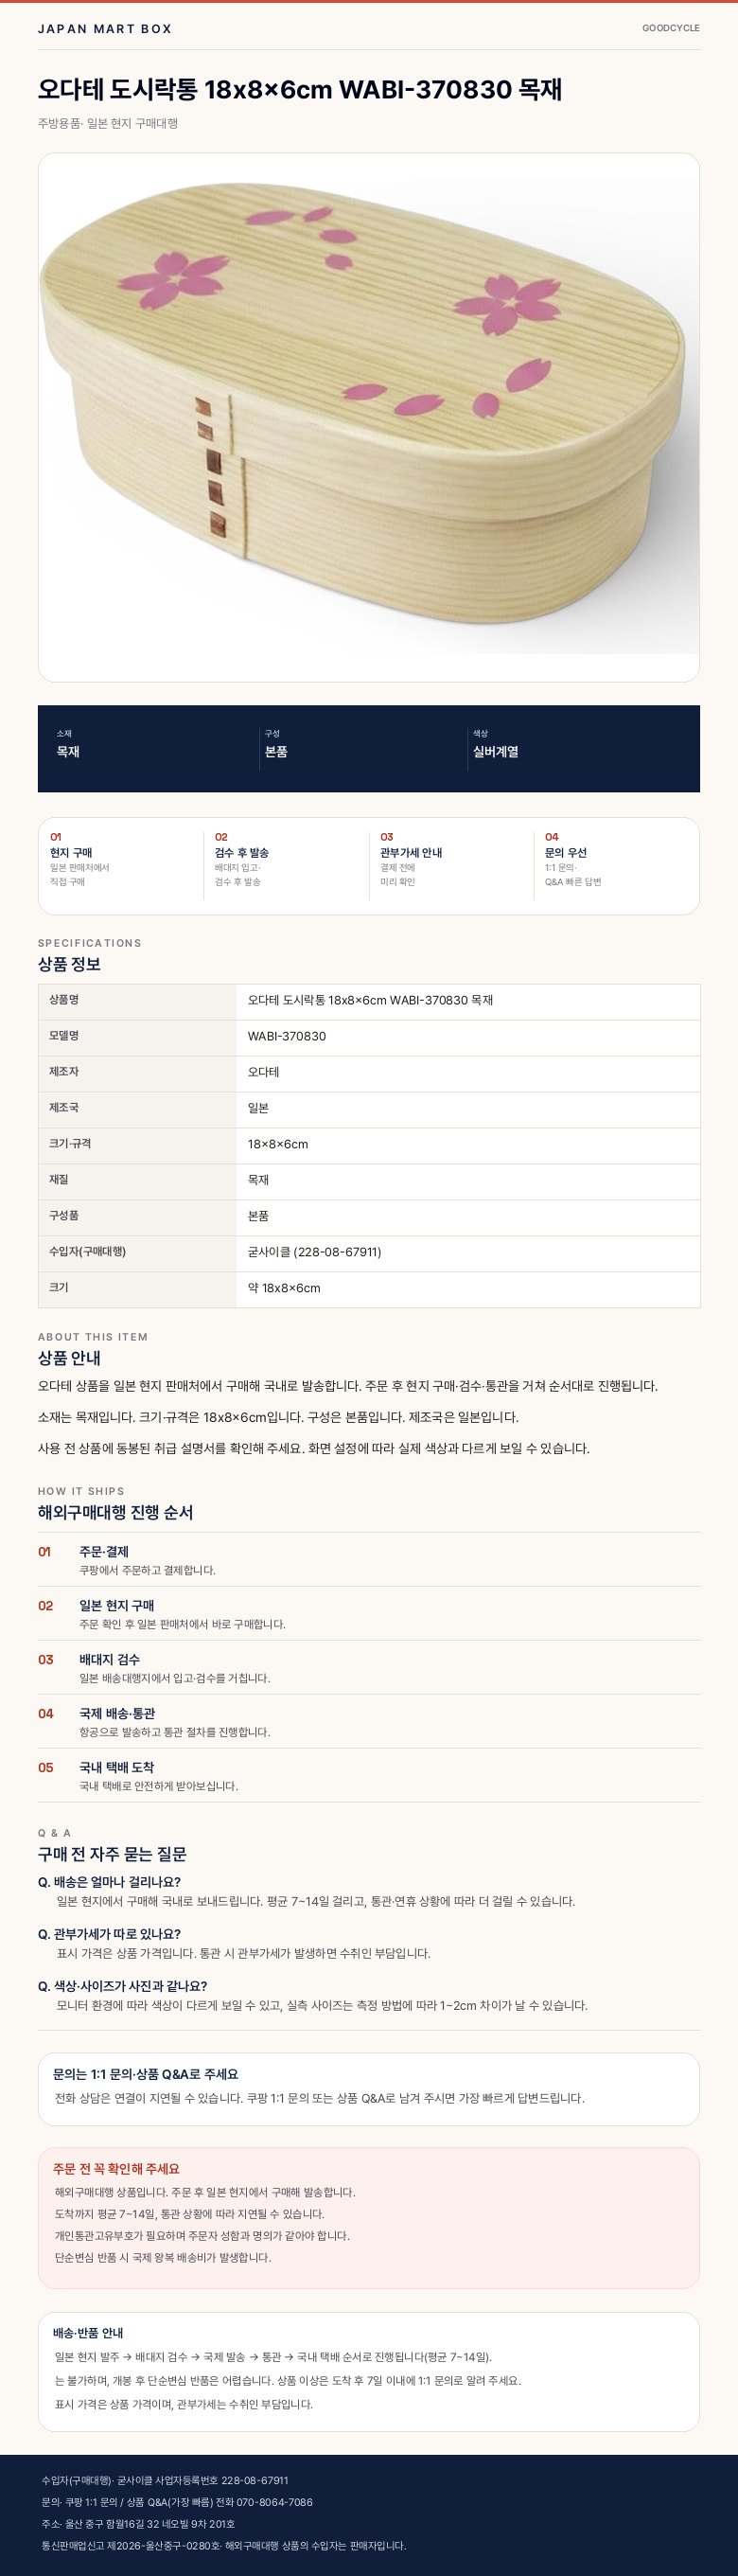 JAPAN MART BOX
GOODCYCLE
오다테 도시락통 18x8x6cm WABI-370830 목재
주방용품· 일본 현지 구매대행
소재
목재
구성
본품
색상
실버계열
01
현지 구매
일본 판매처에서
직접 구매
02
검수 후 발송
배대지 입고·
검수 후 발송
03
관부가세 안내
결제 전에
미리 확인
04
문의 우선
1:1 문의·
Q&A 빠른 답변
SPECIFICATIONS
상품 정보
상품명 오다테 도시락통 18x8x6cm WABI-370830 목재
모델명 WABI-370830
제조자 오다테
제조국 일본
크기·규격 18x8x6cm
재질 목재
구성품 본품
수입자(구매대행) 굳사이클 (228-08-67911)
크기 약 18x8x6cm
ABOUT THIS ITEM
상품 안내
오다테 상품을 일본 현지 판매처에서 구매해 국내로 발송합니다. 주문 후 현지 구매·검수·통관을 거쳐 순서대로 진행됩니다.
소재는 목재입니다. 크기·규격은 18x8x6cm입니다. 구성은 본품입니다. 제조국은 일본입니다.
사용 전 상품에 동봉된 취급 설명서를 확인해 주세요. 화면 설정에 따라 실제 색상과 다르게 보일 수 있습니다.
HOW IT SHIPS
해외구매대행 진행 순서
01 주문·결제
쿠팡에서 주문하고 결제합니다.
02 일본 현지 구매
주문 확인 후 일본 판매처에서 바로 구매합니다.
03 배대지 검수
일본 배송대행지에서 입고·검수를 거칩니다.
04 국제 배송·통관
항공으로 발송하고 통관 절차를 진행합니다.
05 국내 택배 도착
국내 택배로 안전하게 받아보십니다.
Q & A
구매 전 자주 묻는 질문
Q. 배송은 얼마나 걸리나요?
일본 현지에서 구매해 국내로 보내드립니다. 평균 7~14일 걸리고, 통관·연휴 상황에 따라 더 걸릴 수 있습니다.
Q. 관부가세가 따로 있나요?
표시 가격은 상품 가격입니다. 통관 시 관부가세가 발생하면 수취인 부담입니다.
Q. 색상·사이즈가 사진과 같나요?
모니터 환경에 따라 색상이 다르게 보일 수 있고, 실측 사이즈는 측정 방법에 따라 1~2cm 차이가 날 수 있습니다.
문의는 1:1 문의·상품 Q&A로 주세요
전화 상담은 연결이 지연될 수 있습니다. 쿠팡 1:1 문의 또는 상품 Q&A로 남겨 주시면 가장 빠르게 답변드립니다.
주문 전 꼭 확인해 주세요
해외구매대행 상품입니다. 주문 후 일본 현지에서 구매해 발송합니다.
도착까지 평균 7~14일, 통관 상황에 따라 지연될 수 있습니다.
개인통관고유부호가 필요하며 주문자 성함과 명의가 같아야 합니다.
단순변심 반품 시 국제 왕복 배송비가 발생합니다.
배송·반품 안내
일본 현지 발주 → 배대지 검수 → 국제 발송 → 통관 → 국내 택배 순서로 진행됩니다(평균 7~14일).
는 불가하며, 개봉 후 단순변심 반품은 어렵습니다. 상품 이상은 도착 후 7일 이내에 1:1 문의로 알려 주세요.
표시 가격은 상품 가격이며, 관부가세는 수취인 부담입니다.
수입자(구매대행)· 굳사이클 사업자등록번호 228-08-67911
문의· 쿠팡 1:1 문의 / 상품 Q&A(가장 빠름) 전화 070-8064-7086
주소· 울산 중구 함월16길 32 네오빌 9차 201호
통신판매업신고 제2026-울산중구-0280호· 해외구매대행 상품의 수입자는 판매자입니다.